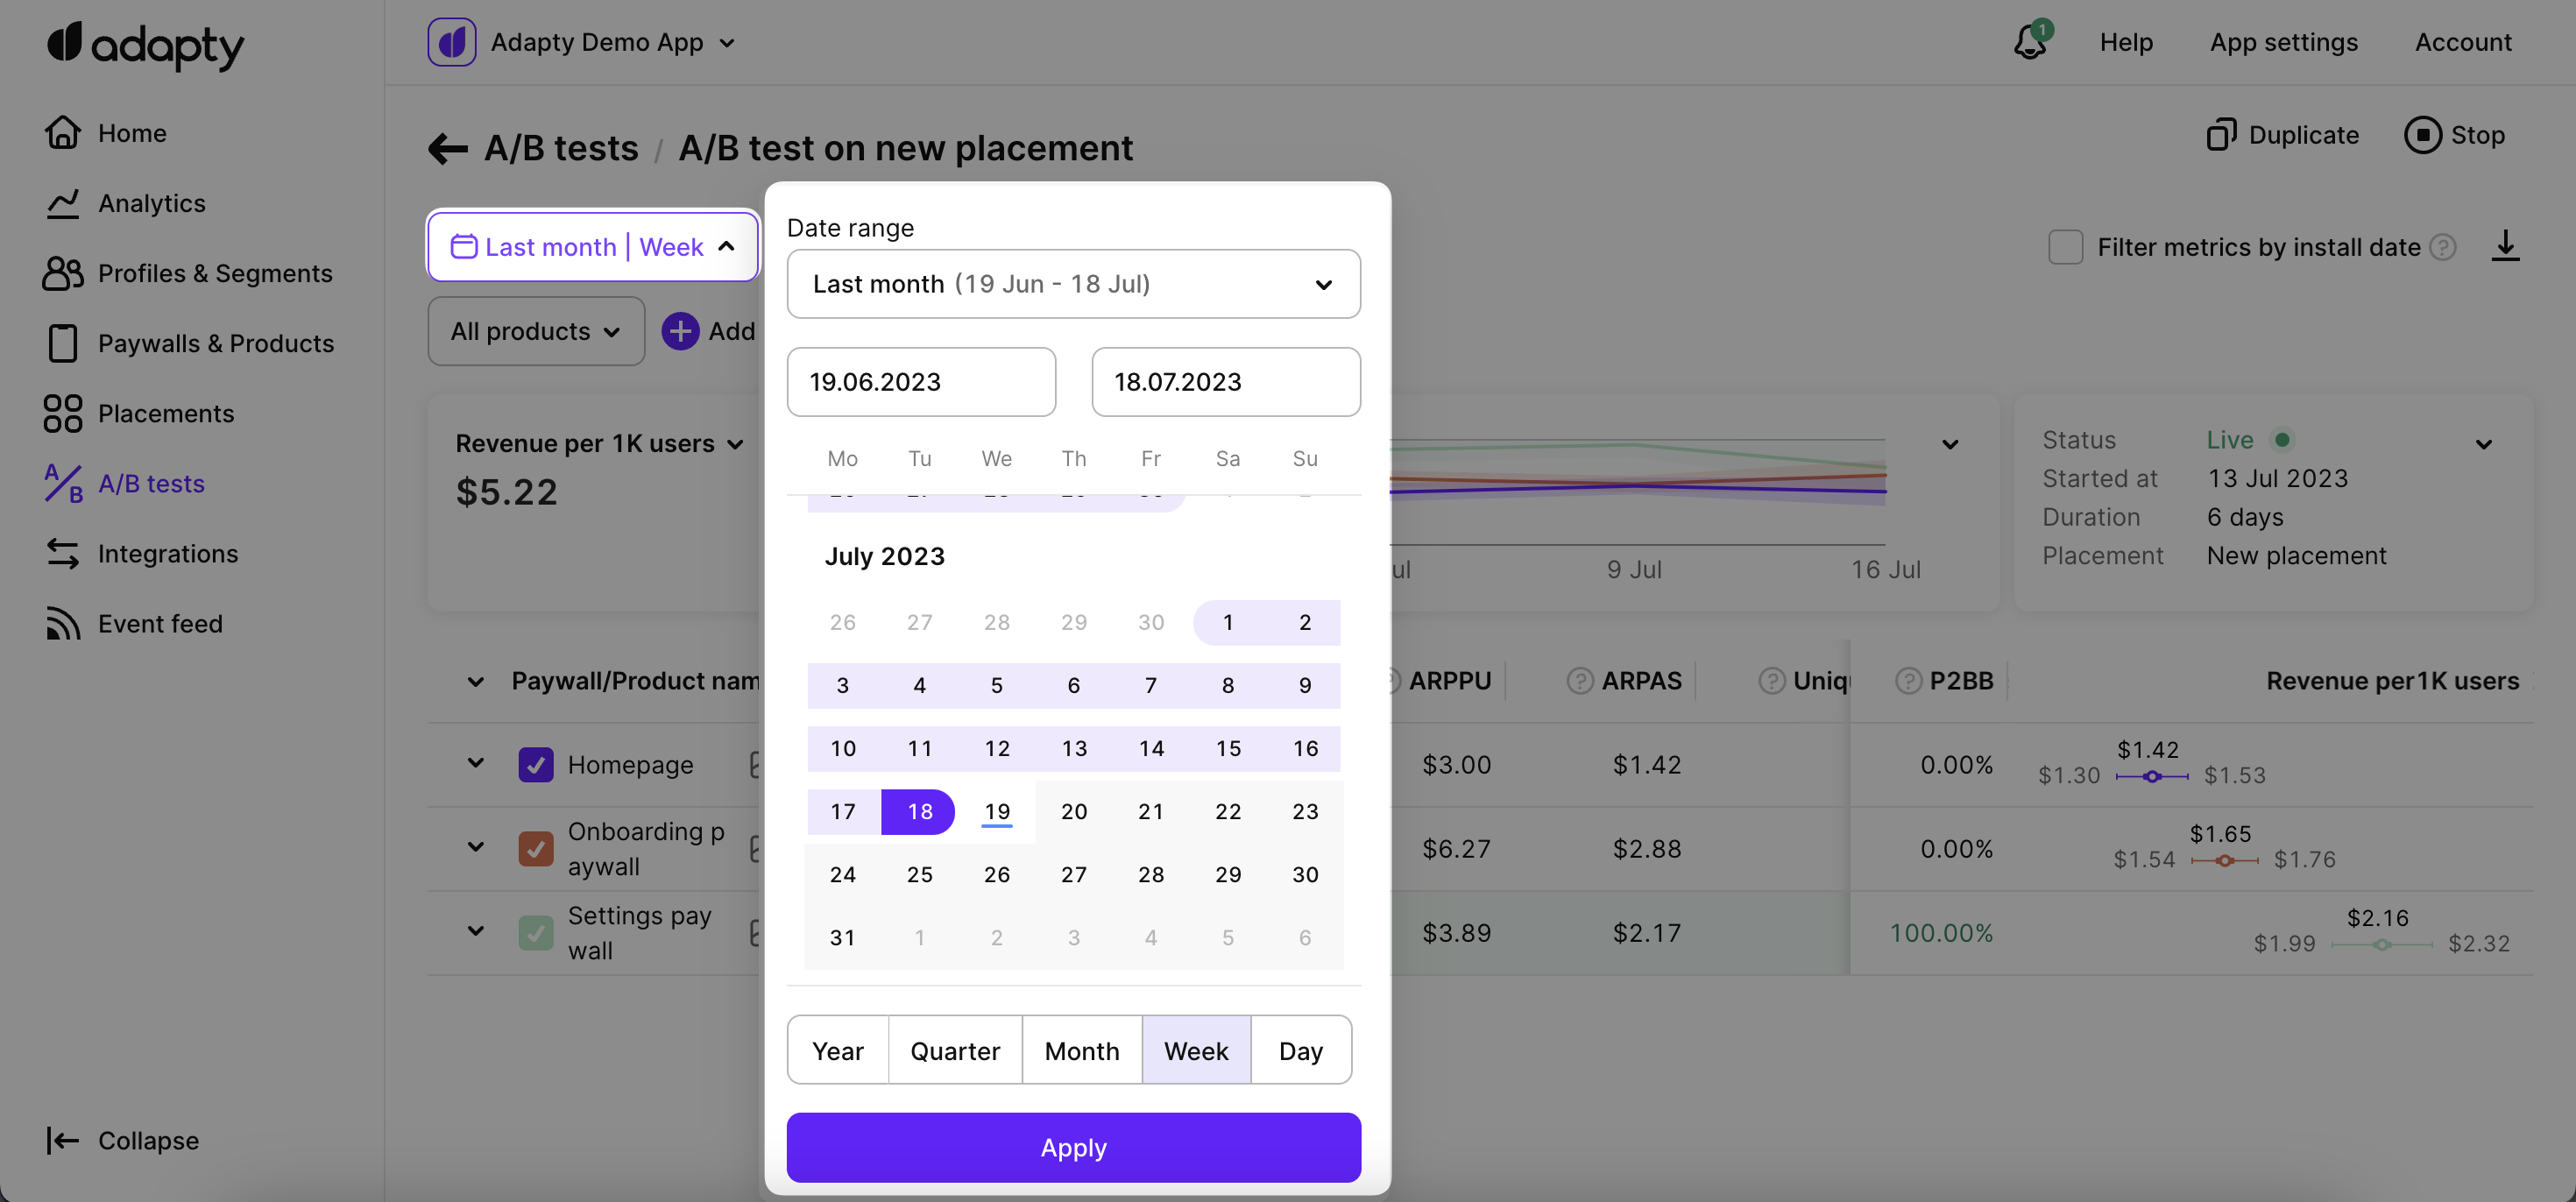 adapty
Adapty Demo App
1
Help
App settings
Account
Home
Analytics
Profiles & Segments
Paywalls & Products
Placements
A/B tests
Integrations
Event feed
Collapse
A/B tests / A/B test on new placement
Duplicate
Stop
Last month | Week
Filter metrics by install date ?
All products
Add
Date range
Last month (19 Jun - 18 Jul)
19.06.2023
18.07.2023
Mo Tu We Th Fr Sa Su
July 2023
26 27 28 29 30 1 2
3 4 5 6 7 8 9
10 11 12 13 14 15 16
17 18 19 20 21 22 23
24 25 26 27 28 29 30
31 1 2 3 4 5 6
Year Quarter Month Week Day
Apply
Revenue per 1K users
$5.22
ul 9 Jul 16 Jul
Status Live
Started at 13 Jul 2023
Duration 6 days
Placement New placement
Paywall/Product nam ? ARPPU ? ARPAS ? Uniq ? P2BB Revenue per1K users
Homepage $3.00 $1.42 0.00% $1.30 $1.42 $1.53
Onboarding p
aywall
$6.27 $2.88 0.00% $1.54 $1.65 $1.76
Settings pay
wall
$3.89 $2.17 100.00% $1.99 $2.16 $2.32